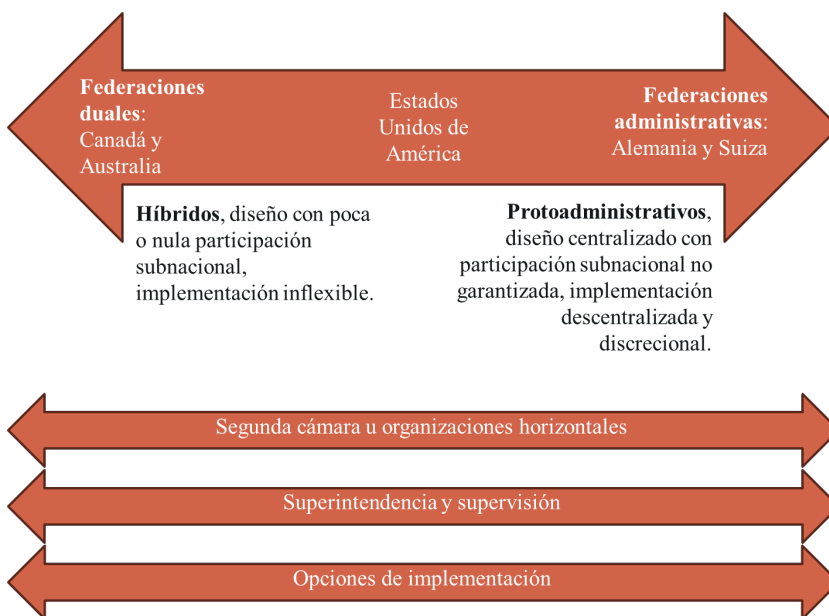 Federaciones
duales:
Canadá y
Australia
Estados
Unidos de
América
Federaciones
administrativas:
Alemania y Suiza
Híbridos, diseño con poca
o nula participación
subnacional,
implementación inflexible.
Protoadministrativos,
diseño centralizado con
participación subnacional no
garantizada, implementación
descentralizada y
discrecional.
Segunda cámara u organizaciones horizontales
Superintendencia y supervisión
Opciones de implementación